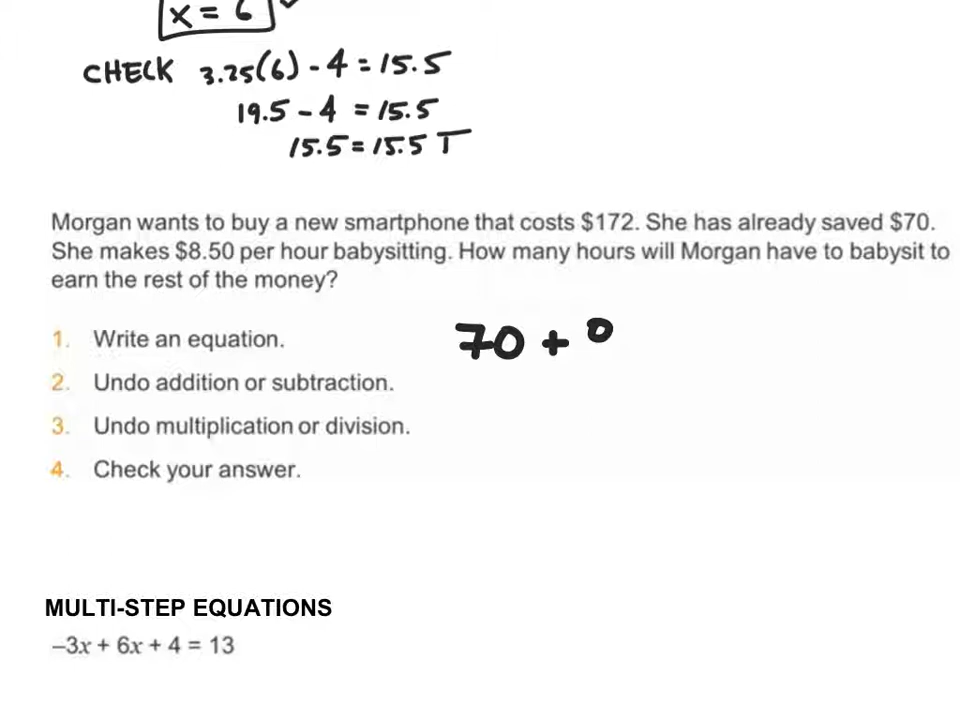 x = 6
CHECK 3.25(6) - 4 = 15.5
19.5 - 4 = 15.5
15.5 = 15.5 T
Morgan wants to buy a new smartphone that costs $172. She has already saved $70.
She makes $8.50 per hour babysitting. How many hours will Morgan have to babysit to
earn the rest of the money?
1. Write an equation.
70 +
2. Undo addition or subtraction.
3. Undo multiplication or division.
4. Check your answer.
MULTI-STEP EQUATIONS
–3x + 6x + 4 = 13